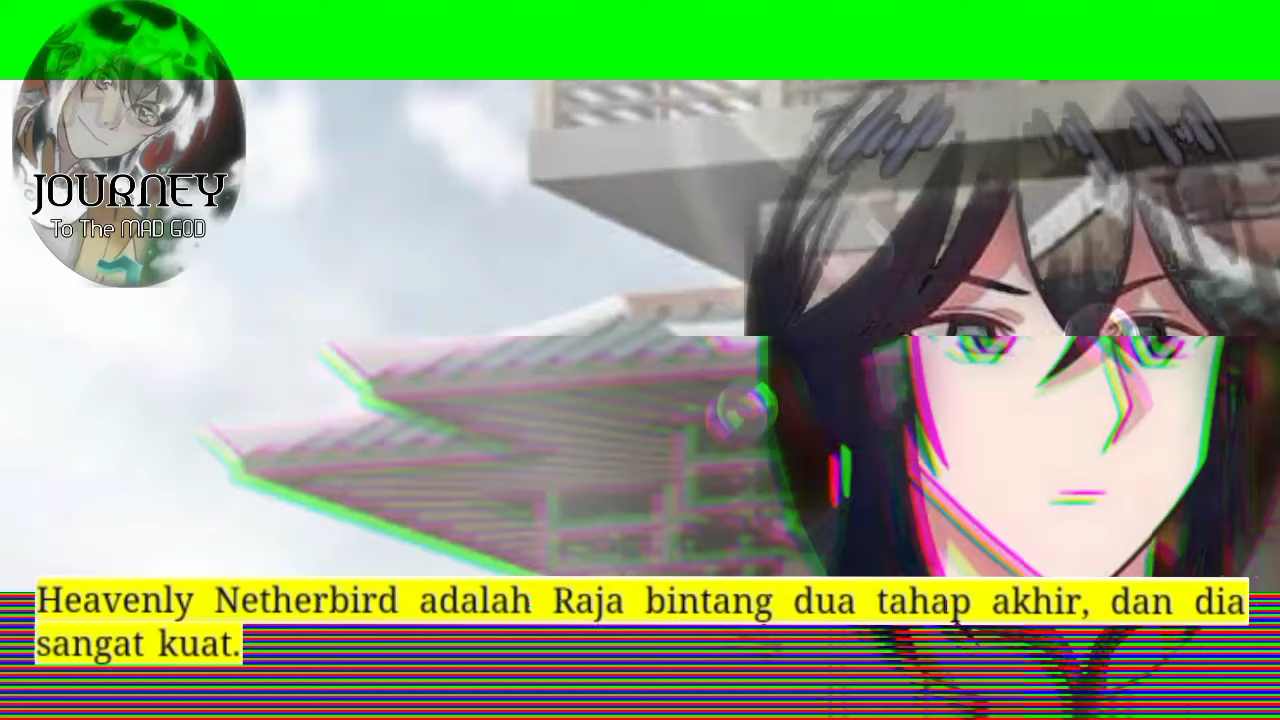 JOURNEY
To The MAD GOD
Heavenly Netherbird adalah Raja bintang dua tahap akhir, dan dia
sangat kuat.